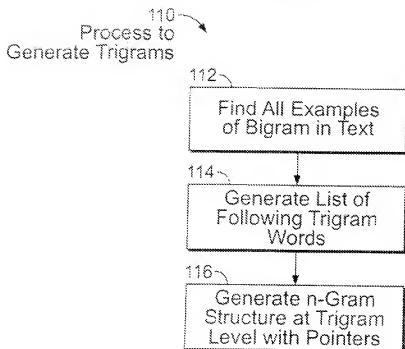 110
Process to
Generate Trigrams
112
Find All Examples
of Bigram in Text
114
Generate List of
Following Trigram
Words
116
Generate n-Gram
Structure at Trigram
Level with Pointers